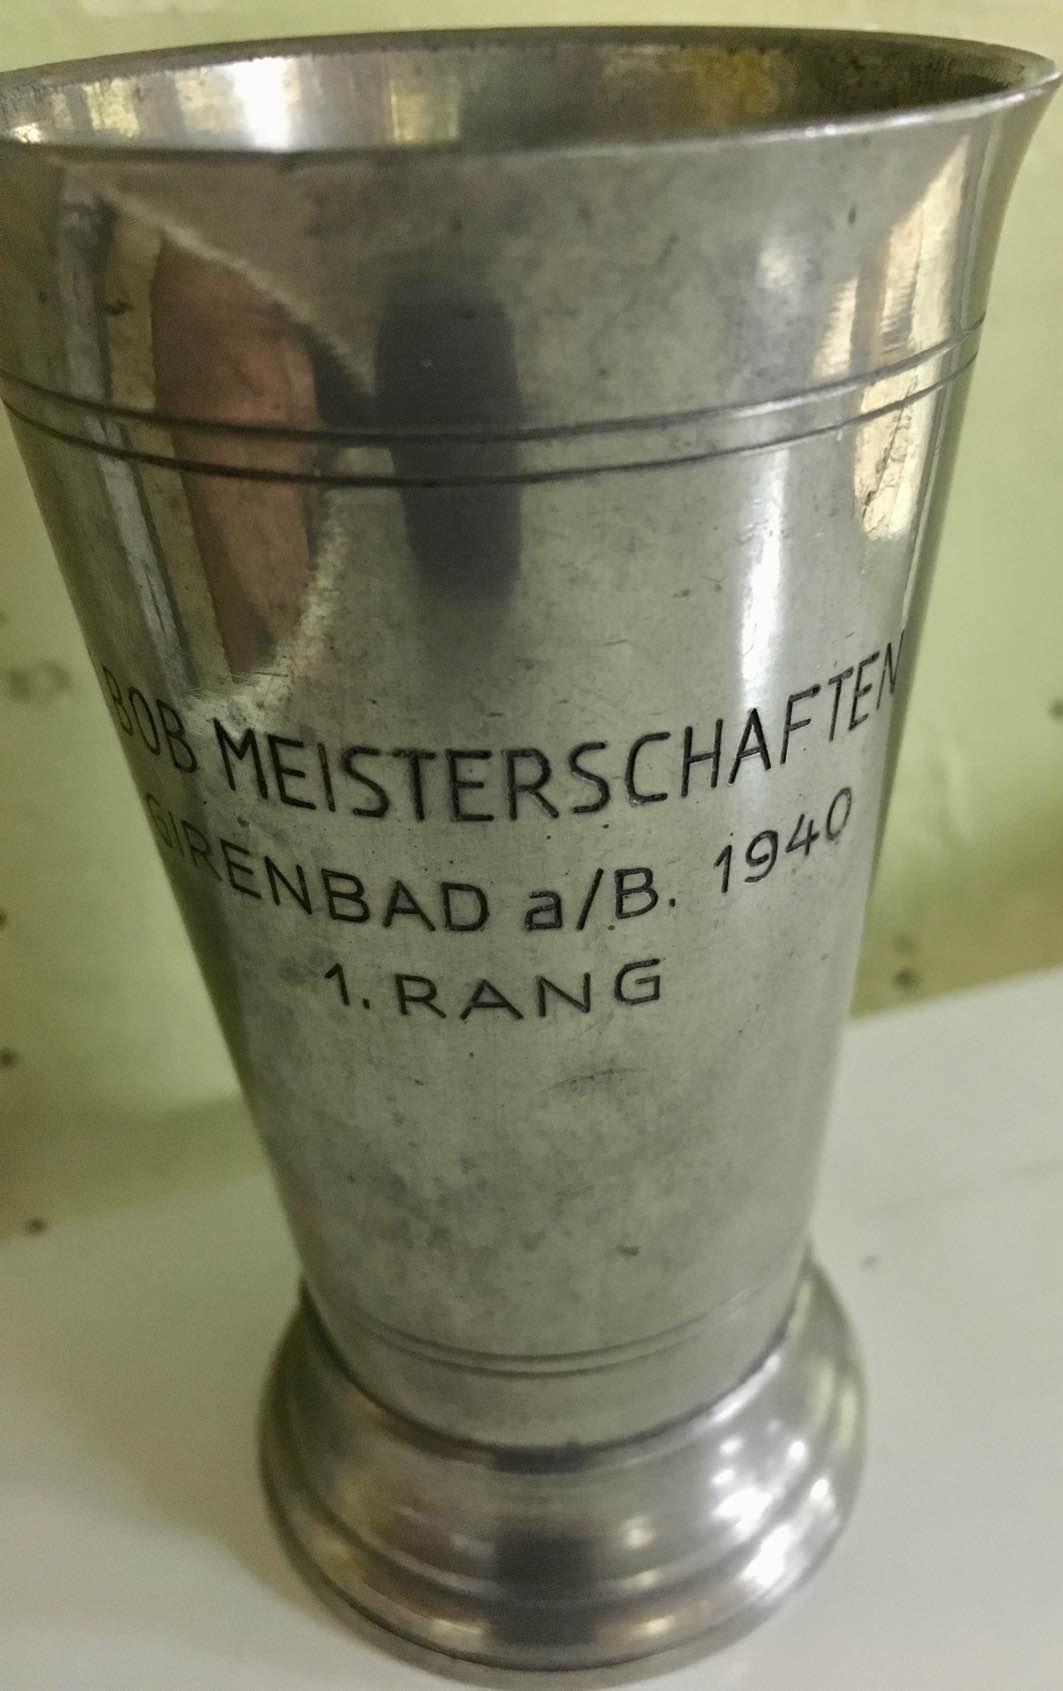 BOB MEISTERSCHAFTEN
GIRENBAD a/B. 1940
1. RANG